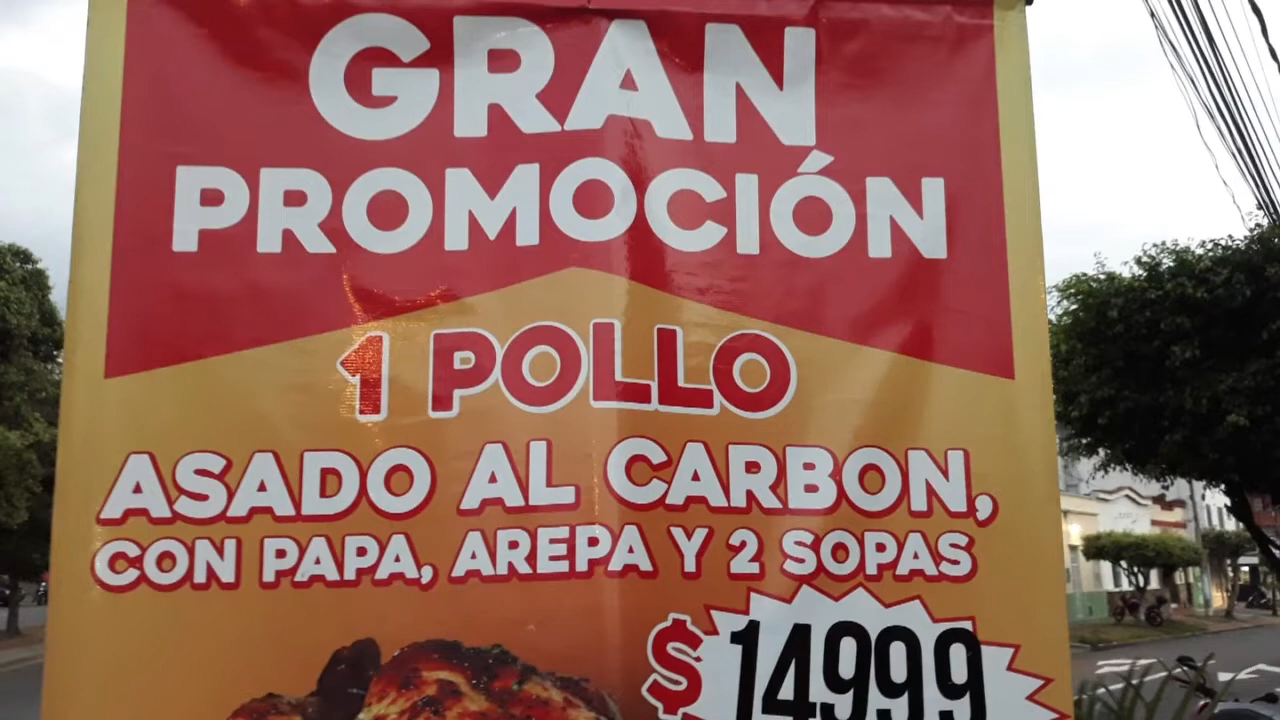 GRAN
PROMOCIÓN
1 POLLO
ASADO AL CARBON,
CON PAPA, AREPA Y 2 SOPAS
$14999